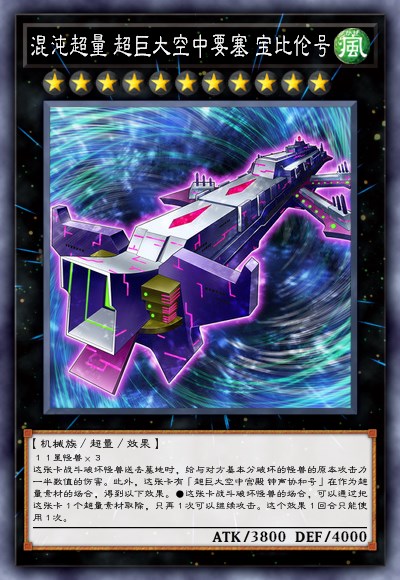 混沌超量 超巨大空中要塞 宝比伦号 風
【机械族／超量／效果】
１１星怪兽×３
这张卡战斗破坏怪兽送去墓地时，给与对方基本分破坏的怪兽的原本攻击力
一半数值的伤害。此外，这张卡有「超巨大空中宫殿 钟声协和号」在作为超
量素材的场合，得到以下效果。●这张卡战斗破坏怪兽的场合，可以通过把
这张卡１个超量素材取除，只再１次可以继续攻击。这个效果１回合只能使
用１次。
ATK/3800 DEF/4000